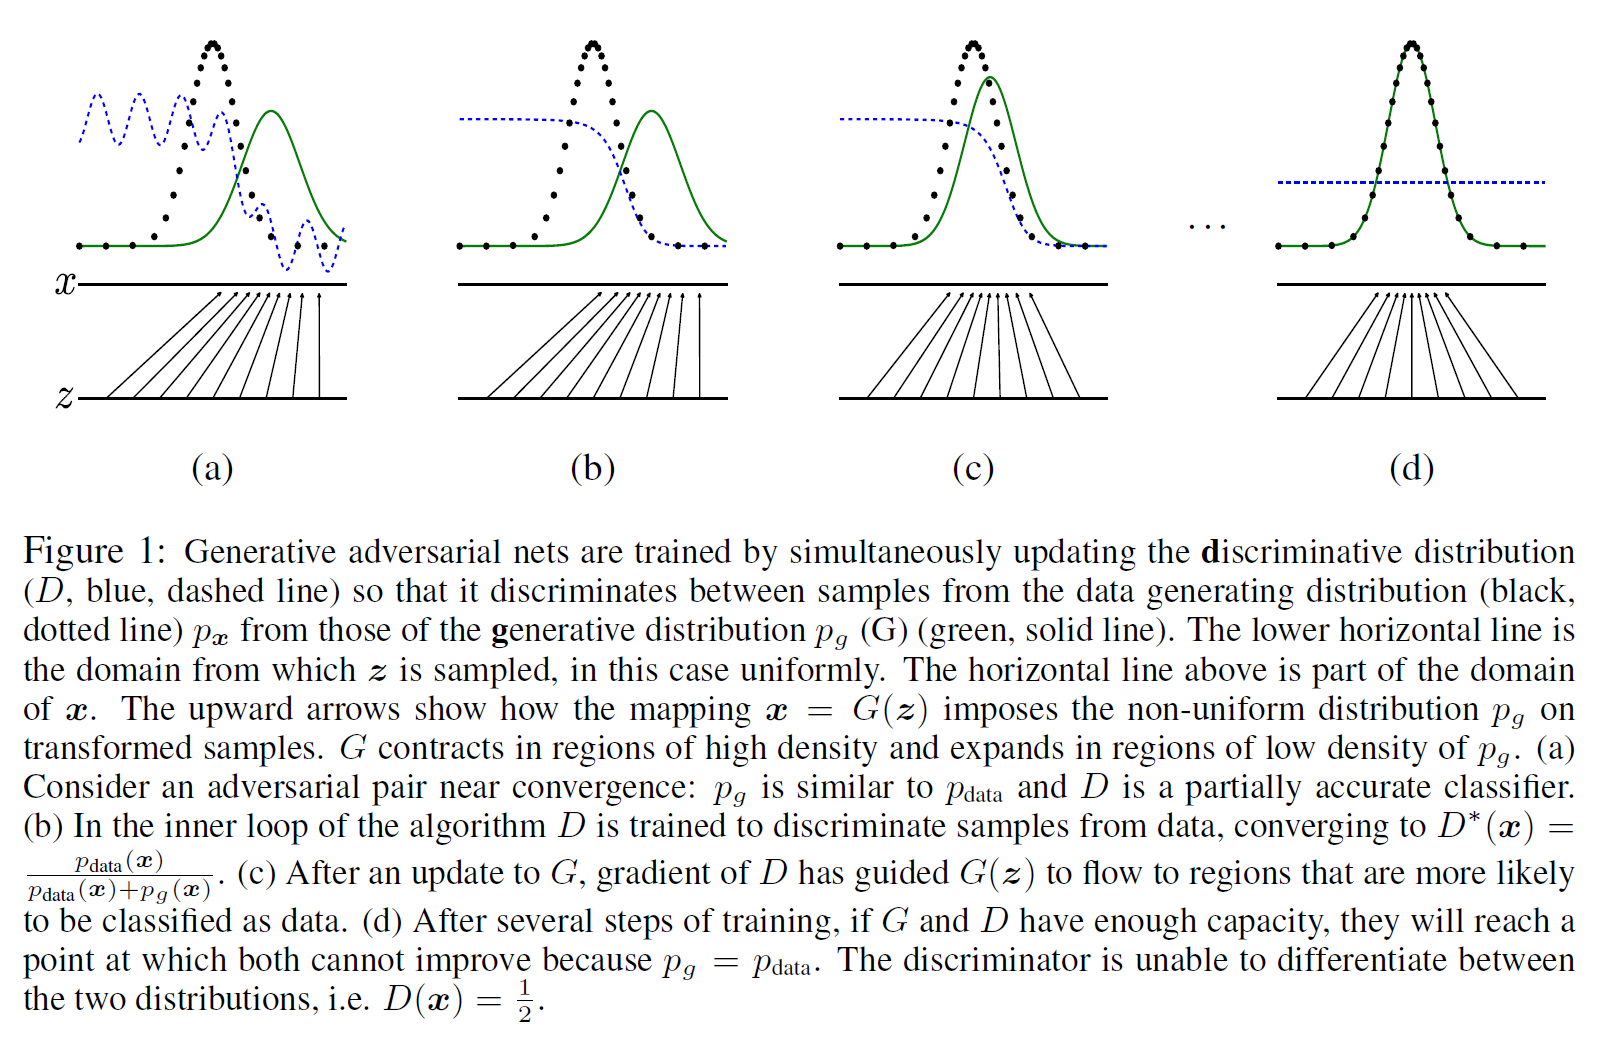 x
z
. . .
(a)
(b)
(c)
(d)
Figure 1: Generative adversarial nets are trained by simultaneously updating the discriminative distribution
(D, blue, dashed line) so that it discriminates between samples from the data generating distribution (black,
dotted line) pₓ from those of the generative distribution p_g (G) (green, solid line). The lower horizontal line is
the domain from which z is sampled, in this case uniformly. The horizontal line above is part of the domain
of x. The upward arrows show how the mapping x = G(z) imposes the non-uniform distribution p_g on
transformed samples. G contracts in regions of high density and expands in regions of low density of p_g. (a)
Consider an adversarial pair near convergence: p_g is similar to p_data and D is a partially accurate classifier.
(b) In the inner loop of the algorithm D is trained to discriminate samples from data, converging to D*(x) =
p_data(x) / (p_data(x)+p_g(x)). (c) After an update to G, gradient of D has guided G(z) to flow to regions that are more likely
to be classified as data. (d) After several steps of training, if G and D have enough capacity, they will reach a
point at which both cannot improve because p_g = p_data. The discriminator is unable to differentiate between
the two distributions, i.e. D(x) = 1/2.